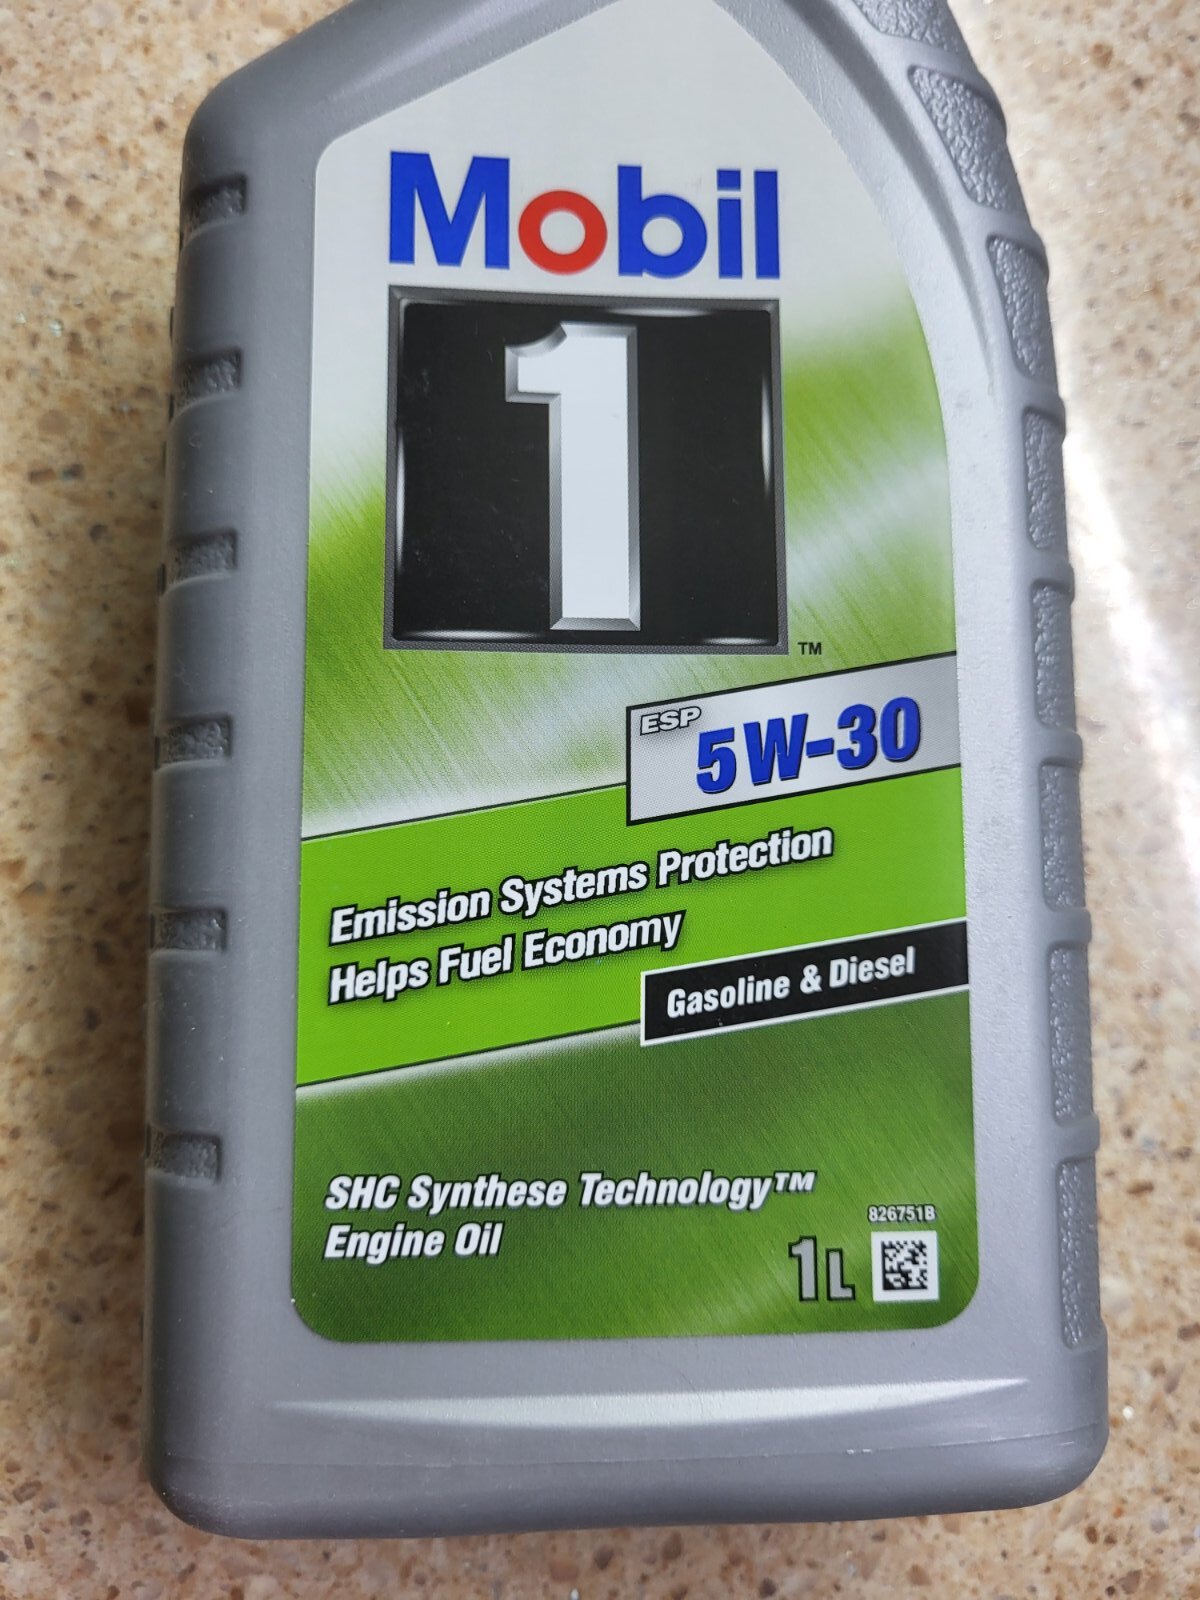 Mobil
1
TM
ESP
5W-30
Emission Systems Protection
Helps Fuel Economy
Gasoline & Diesel
SHC Synthese Technology™
Engine Oil
826751B
1L